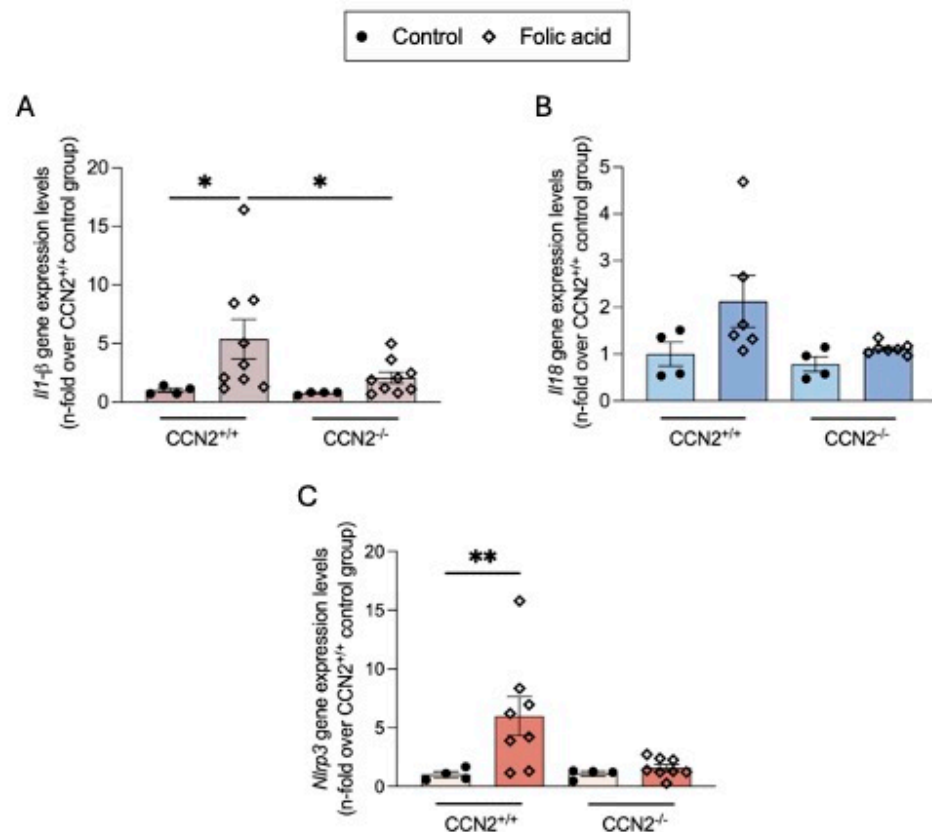 Control Folic acid
A
Il1-β gene expression levels
(n-fold over CCN2+/+ control group)
20
15
10
5
0
* *
CCN2+/+ CCN2-/-
B
Il18 gene expression levels
(n-fold over CCN2+/+ control group)
5
4
3
2
1
0
CCN2+/+ CCN2-/-
C
Nlrp3 gene expression levels
(n-fold over CCN2+/+ control group)
20
15
10
5
0
**
CCN2+/+ CCN2-/-